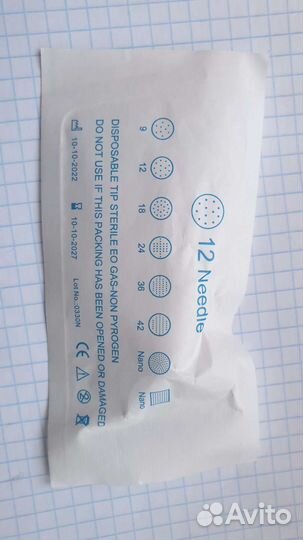 12 Needle
9 12 18 24 36 42 Nano Nano
DISPOSABLE TIP STERILE EO GAS-NON PYROGEN
DO NOT USE IF THIS PACKING HAS BEEN OPENED OR DAMAGED
10-10-2022 10-10-2027 Lot No.:0330N CE
Avito